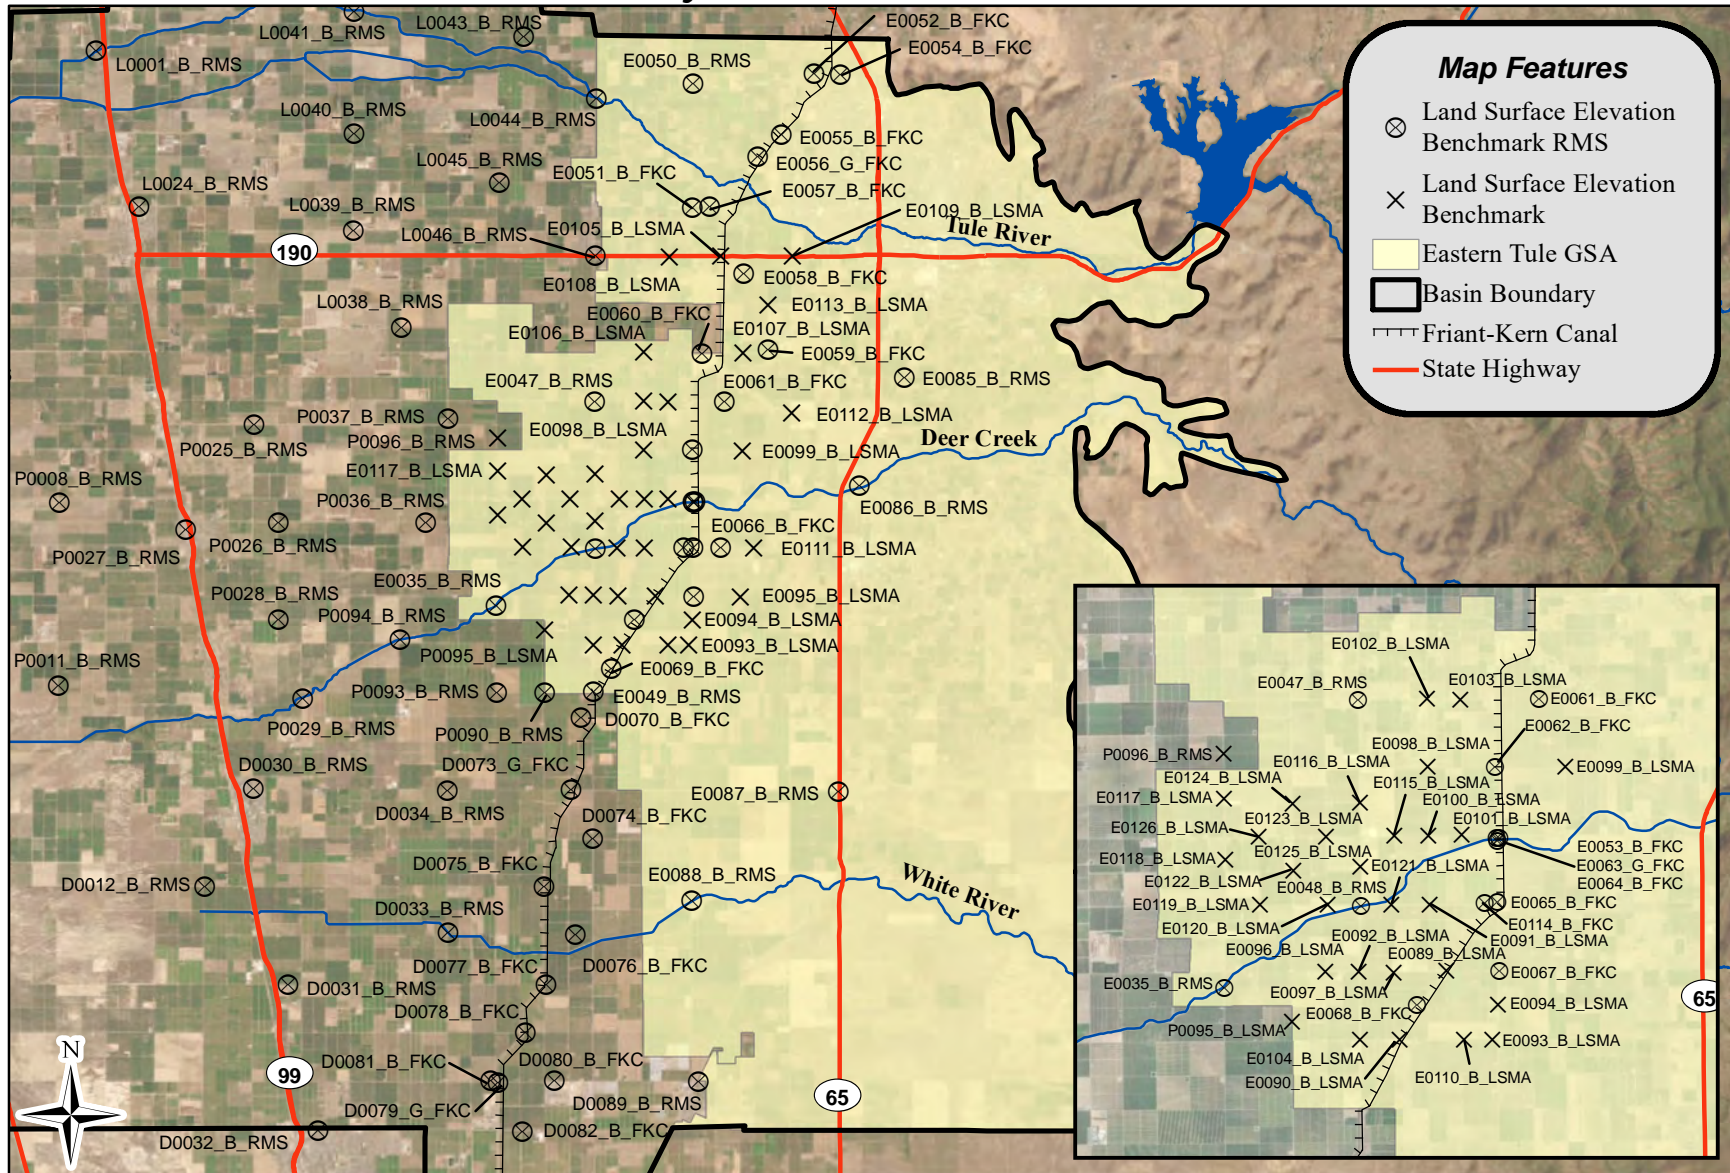 L0041_B_RMS
L0043_B_RMS
E0052_B_FKC
E0054_B_FKC
L0001_B_RMS
E0050_B_RMS
L0040_B_RMS
L0044_B_RMS
E0055_B_FKC
L0045_B_RMS
E0056_G_FKC
E0051_B_FKC
E0057_B_FKC
L0024_B_RMS
L0039_B_RMS
E0109_B_LSMA
L0046_B_RMS
E0105_B_LSMA
Tule River
190
E0108_B_LSMA
E0058_B_FKC
L0038_B_RMS
E0060_B_FKC
E0113_B_LSMA
E0106_B_LSMA
E0107_B_LSMA
E0059_B_FKC
E0047_B_RMS
E0061_B_FKC
E0085_B_RMS
P0037_B_RMS
E0112_B_LSMA
P0096_B_RMS
E0098_B_LSMA
Deer Creek
P0025_B_RMS
E0099_B_LSMA
E0117_B_LSMA
P0008_B_RMS
P0036_B_RMS
E0086_B_RMS
E0066_B_FKC
P0026_B_RMS
P0027_B_RMS
E0111_B_LSMA
E0035_B_RMS
P0028_B_RMS
E0095_B_LSMA
P0094_B_RMS
E0094_B_LSMA
E0093_B_LSMA
P0095_B_LSMA
P0011_B_RMS
E0069_B_FKC
P0093_B_RMS
E0049_B_RMS
D0070_B_FKC
P0029_B_RMS
P0090_B_RMS
D0030_B_RMS
D0073_G_FKC
E0087_B_RMS
D0034_B_RMS
D0074_B_FKC
D0075_B_FKC
D0012_B_RMS
E0088_B_RMS
White River
D0033_B_RMS
D0077_B_FKC
D0076_B_FKC
D0031_B_RMS
D0078_B_FKC
N
D0081_B_FKC
D0080_B_FKC
99
65
D0079_G_FKC
D0089_B_RMS
D0032_B_RMS
D0082_B_FKC
Map Features
Land Surface Elevation
Benchmark RMS
Land Surface Elevation
Benchmark
Eastern Tule GSA
Basin Boundary
Friant-Kern Canal
State Highway
E0102_B_LSMA
E0047_B_RMS
E0103_B_LSMA
E0061_B_FKC
E0062_B_FKC
P0096_B_RMS
E0098_B_LSMA
E0116_B_LSMA
E0099_B_LSMA
E0124_B_LSMA
E0115_B_LSMA
E0117_B_LSMA
E0100_B_LSMA
E0123_B_LSMA
E0101_B_LSMA
E0126_B_LSMA
E0053_B_FKC
E0125_B_LSMA
E0118_B_LSMA
E0121_B_LSMA
E0063_G_FKC
E0122_B_LSMA
E0064_B_FKC
E0048_B_RMS
E0119_B_LSMA
E0065_B_FKC
E0120_B_LSMA
E0114_B_FKC
E0092_B_LSMA
E0091_B_LSMA
E0096_B_LSMA
E0089_B_LSMA
E0067_B_FKC
E0035_B_RMS
E0097_B_LSMA
65
E0094_B_LSMA
E0068_B_FKC
P0095_B_LSMA
E0093_B_LSMA
E0104_B_LSMA
E0090_B_LSMA
E0110_B_LSMA